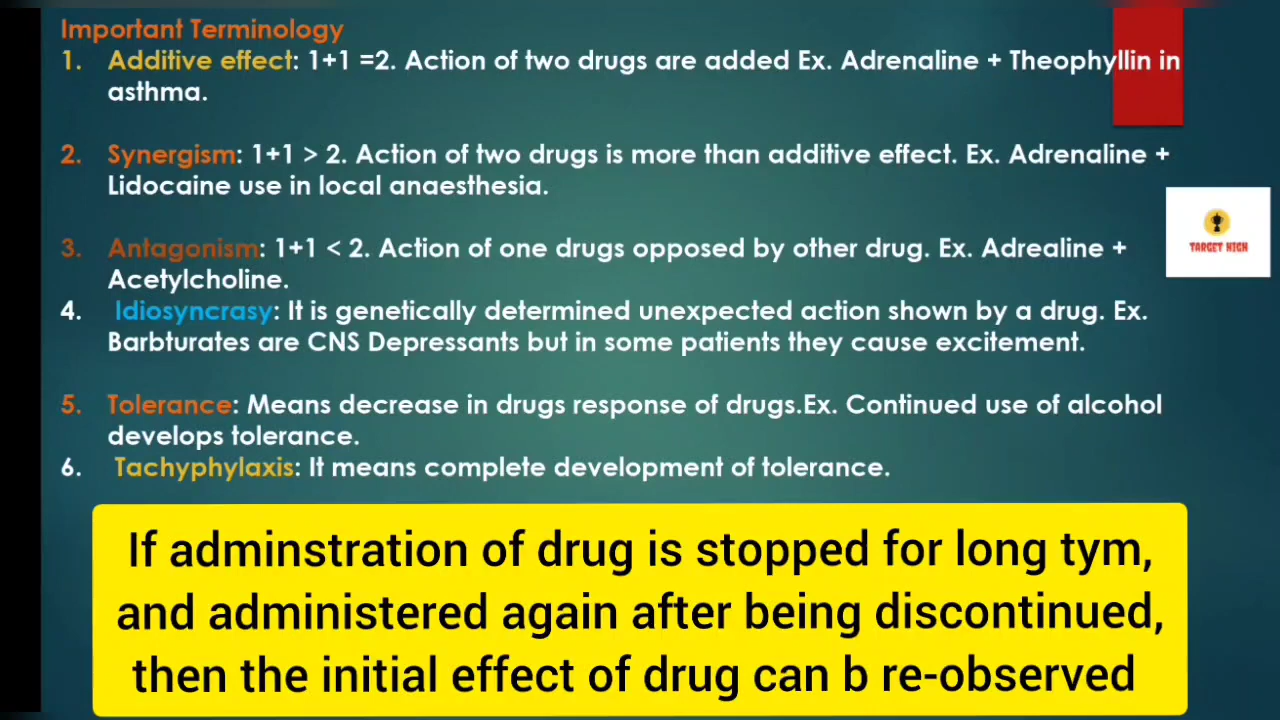 Important Terminology
1. Additive effect: 1+1 =2. Action of two drugs are added Ex. Adrenaline + Theophyllin in
asthma.
2. Synergism: 1+1 > 2. Action of two drugs is more than additive effect. Ex. Adrenaline +
Lidocaine use in local anaesthesia.
3. Antagonism: 1+1 < 2. Action of one drugs opposed by other drug. Ex. Adrealine +
Acetylcholine.
4. Idiosyncrasy: It is genetically determined unexpected action shown by a drug. Ex.
Barbturates are CNS Depressants but in some patients they cause excitement.
5. Tolerance: Means decrease in drugs response of drugs.Ex. Continued use of alcohol
develops tolerance.
6. Tachyphylaxis: It means complete development of tolerance.
TARGET HIGH
If adminstration of drug is stopped for long tym,
and administered again after being discontinued,
then the initial effect of drug can b re-observed